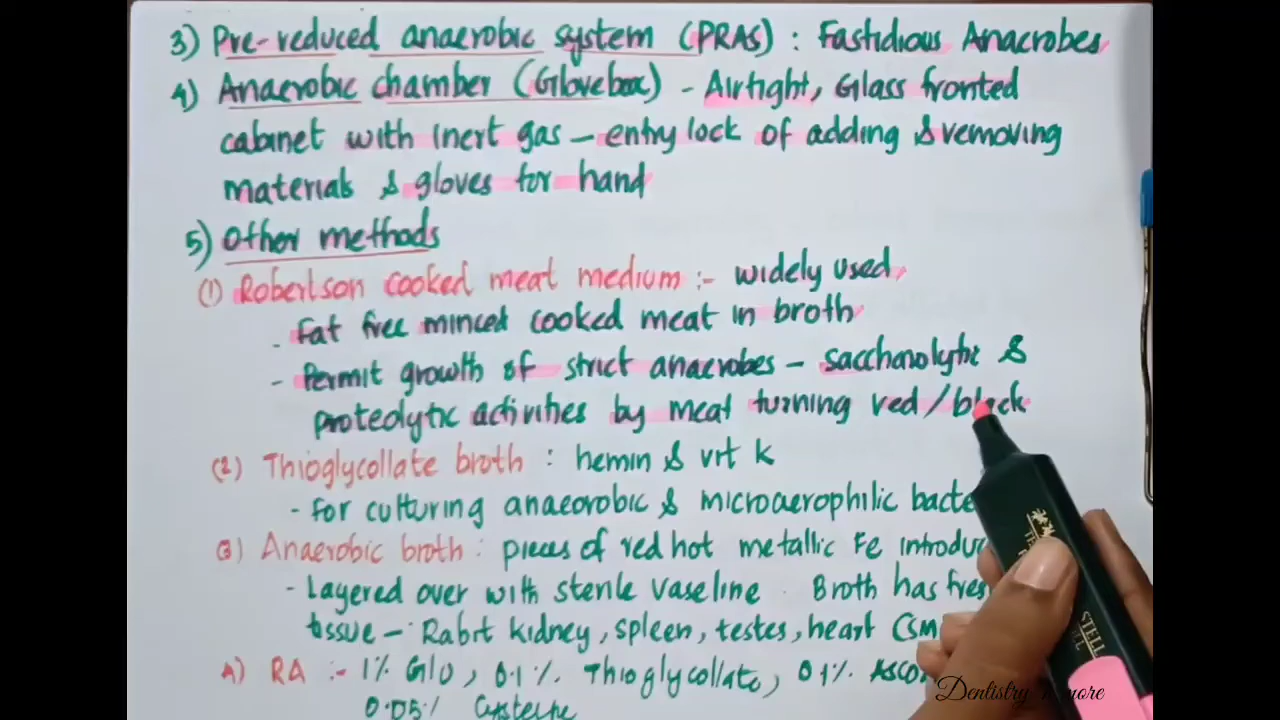 3) Pre-reduced anaerobic system (PRAS) : Fastidious Anaerobes
4) Anaerobic chamber (Glovebox) - Airtight, Glass fronted
cabinet with inert gas - entry lock of adding & removing
materials & gloves for hand
5) Other methods
(1) Robertson cooked meat medium :- widely used
- Fat free minced cooked meat in broth
- Permit growth of strict anaerobes - saccharolytic &
proteolytic activities by meat turning red/black
(2) Thioglycollate broth : hemin & vit K
- for culturing anaeorobic & microaerophilic
(3) Anaerobic broth : pieces of red hot metallic Fe
- Layered over with sterile vaseline Broth has
tissue - Rabit kidney, spleen, testes, heart
4) RA :- 1% Glu, 0.1% Thioglycollate, 0.1%
0.05% Cysteine
STELL
Dentistry more